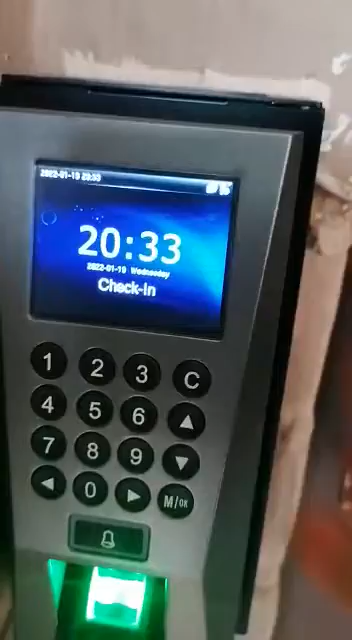 2022-01-19 20:33
20:33
2022-01-19 Wednesday
Check-In
1 2 3 C
4 5 6 ▲
7 8 9 ▼
◀ 0 ▶ M/OK